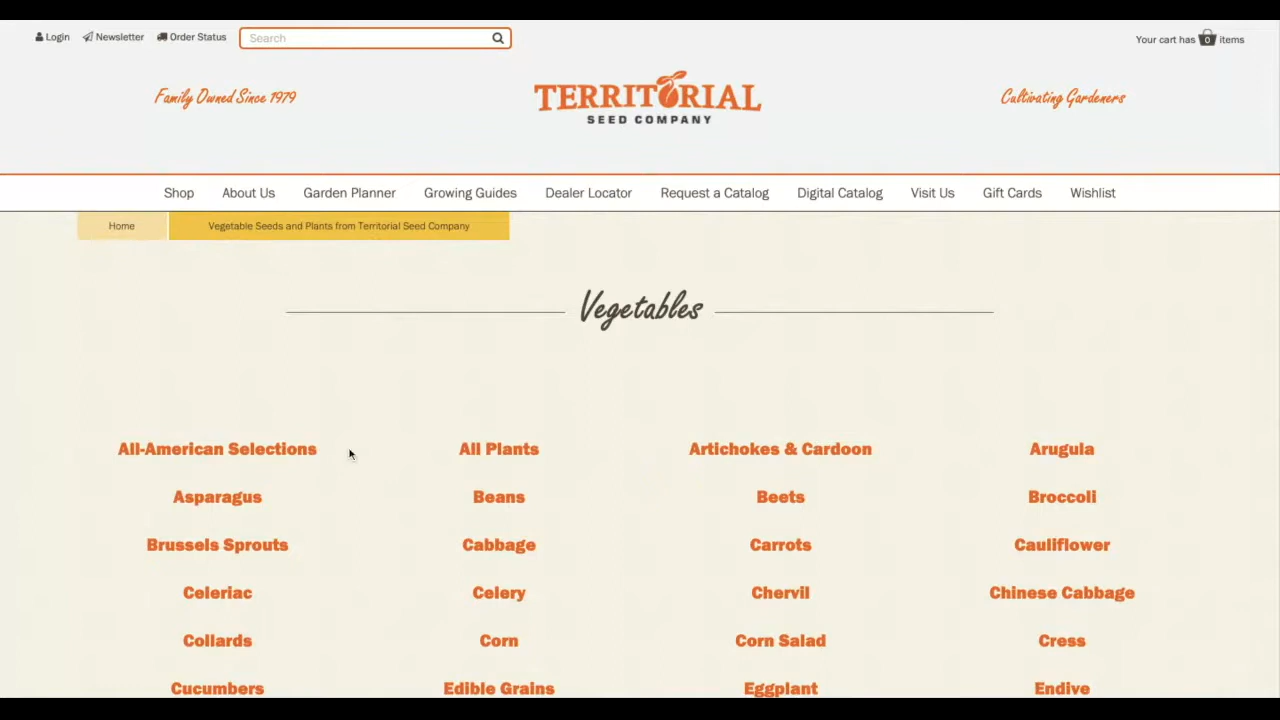 Login Newsletter Order Status Search Your cart has 0 items
Family Owned Since 1979 TERRITORIAL Cultivating Gardeners
SEED COMPANY
Shop About Us Garden Planner Growing Guides Dealer Locator Request a Catalog Digital Catalog Visit Us Gift Cards Wishlist
Home Vegetable Seeds and Plants from Territorial Seed Company
Vegetables
All-American Selections All Plants Artichokes & Cardoon Arugula
Asparagus Beans Beets Broccoli
Brussels Sprouts Cabbage Carrots Cauliflower
Celeriac Celery Chervil Chinese Cabbage
Collards Corn Corn Salad Cress
Cucumbers Edible Grains Eggplant Endive